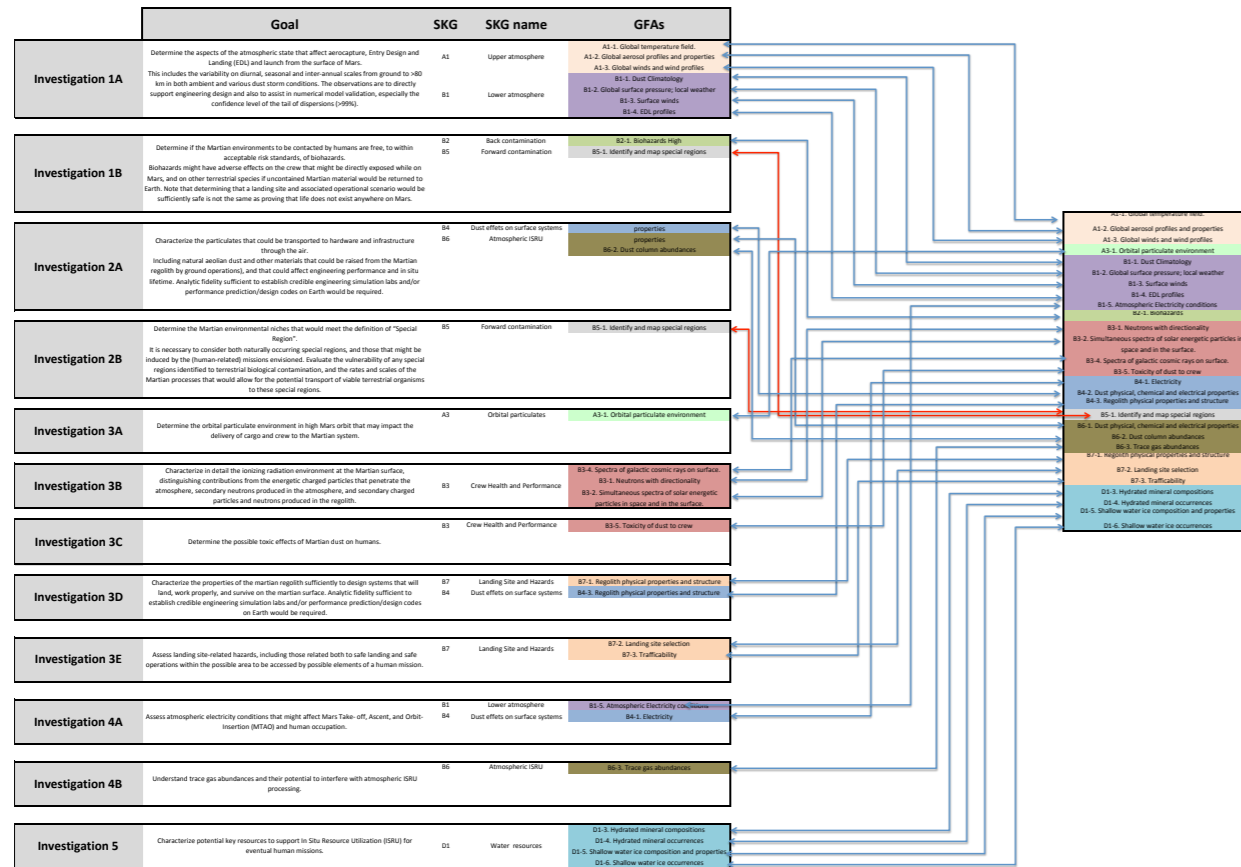 Goal SKG SKG name GFAs
Investigation 1A
Determine the aspects of the atmospheric state that affect aerocapture, Entry Design and
Landing (EDL) and launch from the surface of Mars.
This includes the variability on diurnal, seasonal and inter-annual scales from ground to >80
km in both ambient and various dust storm conditions. The observations are to directly
support engineering design and also to assist in numerical model validation, especially the
confidence level of the tail of dispersions (>99%).
A1 Upper atmosphere
B1 Lower atmosphere
A1-1. Global temperature field.
A1-2. Global aerosol profiles and properties
A1-3. Global winds and wind profiles
B1-1. Dust Climatology
B1-2. Global surface pressure; local weather
B1-3. Surface winds
B1-4. EDL profiles
Investigation 1B
Determine if the Martian environments to be contacted by humans are free, to within
acceptable risk standards, of biohazards.
Biohazards might have adverse effects on the crew that might be directly exposed while on
Mars, and on other terrestrial species if uncontained Martian material would be returned to
Earth. Note that determining that a landing site and associated operational scenario would be
sufficiently safe is not the same as proving that life does not exist anywhere on Mars.
B2 Back contamination
B5 Forward contamination
B2-1. Biohazards High
B5-1. Identify and map special regions
Investigation 2A
Characterize the particulates that could be transported to hardware and infrastructure
through the air.
Including natural aeolian dust and other materials that could be raised from the Martian
regolith by ground operations), and that could affect engineering performance and in situ
lifetime. Analytic fidelity sufficient to establish credible engineering simulation labs and/or
performance prediction/design codes on Earth would be required.
B4 Dust effets on surface systems
B6 Atmospheric ISRU
properties
properties
B6-2. Dust column abundances
Investigation 2B
Determine the Martian environmental niches that would meet the definition of “Special
Region”.
It is necessary to consider both naturally occurring special regions, and those that might be
induced by the (human-related) missions envisioned. Evaluate the vulnerability of any special
regions identified to terrestrial biological contamination, and the rates and scales of the
Martian processes that would allow for the potential transport of viable terrestrial organisms
to these special regions.
B5 Forward contamination
B5-1. Identify and map special regions
Investigation 3A
Determine the orbital particulate environment in high Mars orbit that may impact the
delivery of cargo and crew to the Martian system.
A3 Orbital particulates
A3-1. Orbital particulate environment
Investigation 3B
Characterize in detail the ionizing radiation environment at the Martian surface,
distinguishing contributions from the energetic charged particles that penetrate the
atmosphere, secondary neutrons produced in the atmosphere, and secondary charged
particles and neutrons produced in the regolith.
B3 Crew Health and Performance
B3-4. Spectra of galactic cosmic rays on surface.
B3-1. Neutrons with directionality
B3-2. Simultaneous spectra of solar energetic
particles in space and in the surface.
Investigation 3C
Determine the possible toxic effects of Martian dust on humans.
B3 Crew Health and Performance
B3-5. Toxicity of dust to crew
Investigation 3D
Characterize the properties of the martian regolith sufficiently to design systems that will
land, work properly, and survive on the martian surface. Analytic fidelity sufficient to
establish credible engineering simulation labs and/or performance prediction/design codes
on Earth would be required.
B7 Landing Site and Hazards
B4 Dust effets on surface systems
B7-1. Regolith physical properties and structure
B4-3. Regolith physical properties and structure
Investigation 3E
Assess landing site-related hazards, including those related both to safe landing and safe
operations within the possible area to be accessed by possible elements of a human mission.
B7 Landing Site and Hazards
B7-2. Landing site selection
B7-3. Trafficability
Investigation 4A
Assess atmospheric electricity conditions that might affect Mars Take- off, Ascent, and Orbit-
Insertion (MTAO) and human occupation.
B1 Lower atmosphere
B4 Dust effets on surface systems
B1-5. Atmospheric Electricity conditions
B4-1. Electricity
Investigation 4B
Understand trace gas abundances and their potential to interfere with atmospheric ISRU
processing.
B6 Atmospheric ISRU
B6-3. Trace gas abundances
Investigation 5
Characterize potential key resources to support In Situ Resource Utilization (ISRU) for
eventual human missions.
D1 Water resources
D1-3. Hydrated mineral compositions
D1-4. Hydrated mineral occurrences
D1-5. Shallow water ice composition and properties
D1-6. Shallow water ice occurrences
A1-1. Global temperature field.
A1-2. Global aerosol profiles and properties
A1-3. Global winds and wind profiles
A3-1. Orbital particulate environment
B1-1. Dust Climatology
B1-2. Global surface pressure; local weather
B1-3. Surface winds
B1-4. EDL profiles
B1-5. Atmospheric Electricity conditions
B2-1. Biohazards
B3-1. Neutrons with directionality
B3-2. Simultaneous spectra of solar energetic particles in
space and in the surface.
B3-4. Spectra of galactic cosmic rays on surface.
B3-5. Toxicity of dust to crew
B4-1. Electricity
B4-2. Dust physical, chemical and electrical properties
B4-3. Regolith physical properties and structure
B5-1. Identify and map special regions
B6-1. Dust physical, chemical and electrical properties
B6-2. Dust column abundances
B6-3. Trace gas abundances
B7-1. Regolith physical properties and structure
B7-2. Landing site selection
B7-3. Trafficability
D1-3. Hydrated mineral compositions
D1-4. Hydrated mineral occurrences
D1-5. Shallow water ice composition and properties
D1-6. Shallow water ice occurrences